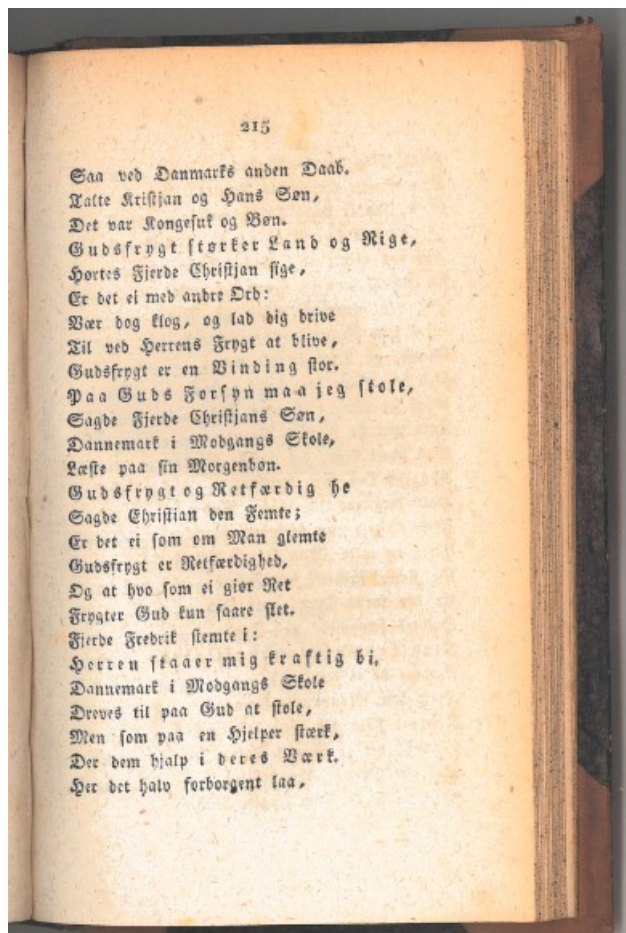 215
Saa ved Danmarks anden Daab.
Talte Kristjan og Hans Søn,
Det var Kongesuk og Bøn.
Gudsfrygt størker Land og Rige,
Hørtes Fjerde Christjan sige,
Er det ei med andre Ord:
Vær dog klog, og lad dig drive
Til ved Herrens Frygt at blive,
Gudsfrygt er en Vinding stor.
Paa Guds Forsyn maa jeg stole,
Sagde Fjerde Christjans Søn,
Dannemark i Modgangs Skole,
Læste paa sin Morgenbøn.
Gudsfrygt og Retfærdig he
Sagde Christian den Femte;
Er det ei som om Man glemte
Gudsfrygt er Retfærdighed,
Og at hvo som ei giør Ret
Frygter Gud kun saare slet.
Fjerde Fredrik stemte i:
Herren staaer mig kraftig bi,
Dannemark i Modgangs Skole
Dreves til paa Gud at stole,
Men som paa en Hjelper stærk,
Der dem hjalp i deres Værk.
Her det halv forborgent laa,